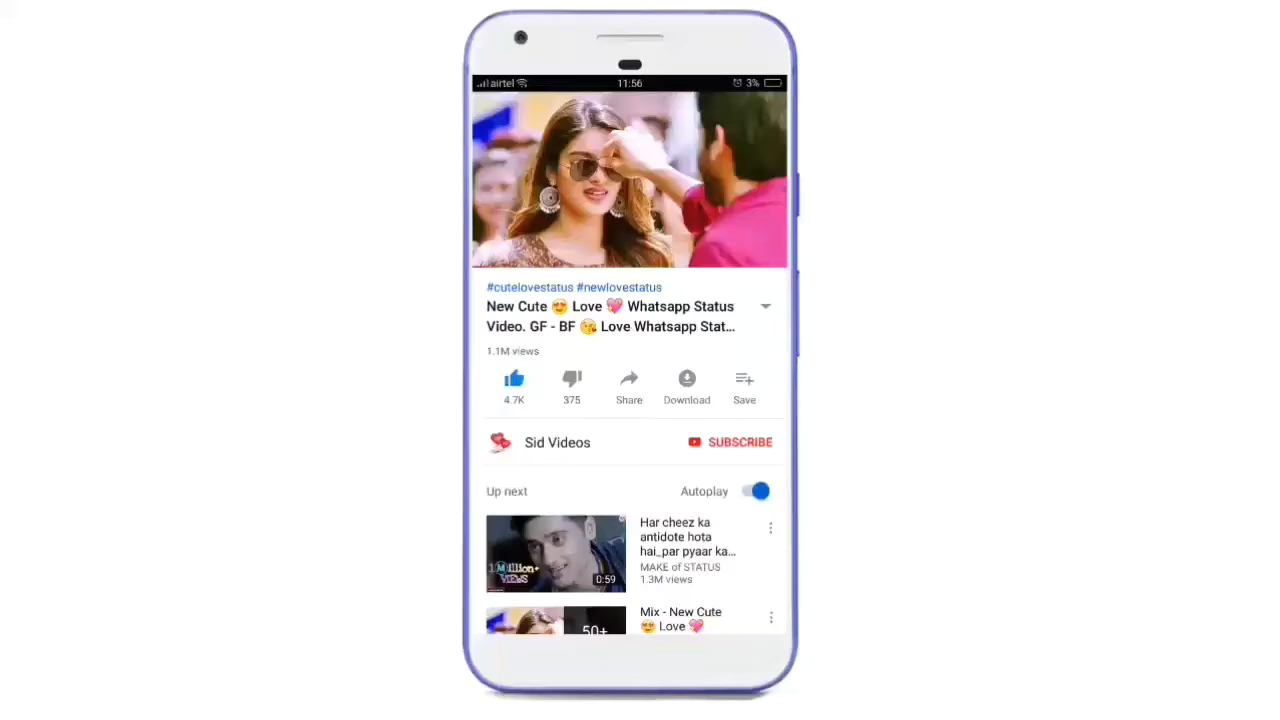 airtel 11:56 3%
#cutelovestatus #newlovestatus
New Cute 😍 Love 💘 Whatsapp Status
Video. GF - BF 😘 Love Whatsapp Stat...
1.1M views
4.7K 375 Share Download Save
Sid Videos SUBSCRIBE
Up next Autoplay
Har cheez ka
antidote hota
hai_par pyaar ka...
MAKE of STATUS
1.3M views
1Million+
VIEWS
0:59
Mix - New Cute
😍 Love 💘
50+